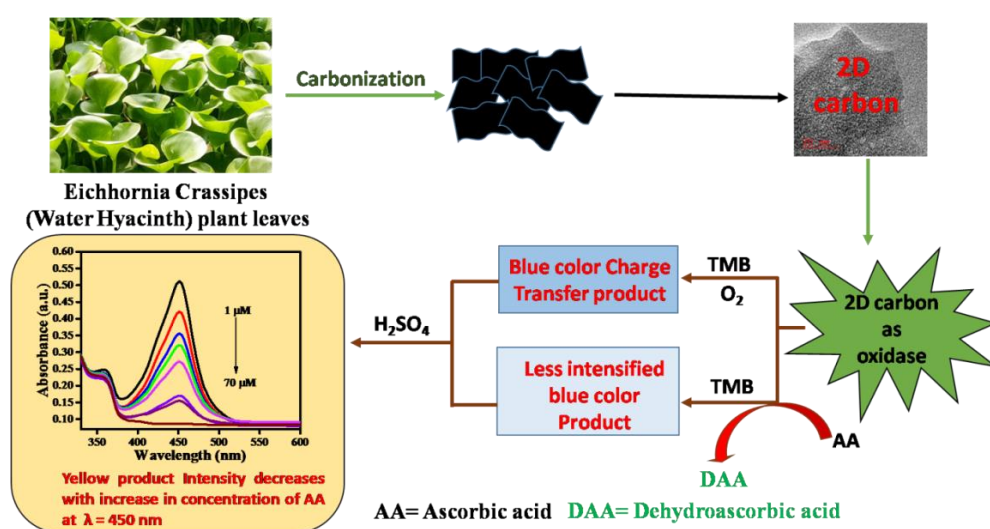 Carbonization
2D
carbon
Eichhornia Crassipes
(Water Hyacinth) plant leaves
Blue color Charge
Transfer product
TMB
O₂
2D carbon
as
oxidase
H₂SO₄
Less intensified
blue color
Product
TMB
AA
DAA
Absorbance (a.u.)
0.60
0.50
0.40
0.35
0.30
0.25
0.20
0.15
0.10
1 µM
70 µM
350 400 450 500 550 600
Wavelength (nm)
Yellow product Intensity decreases
with increase in concentration of AA
at λ = 450 nm
AA= Ascorbic acid DAA= Dehydroascorbic acid